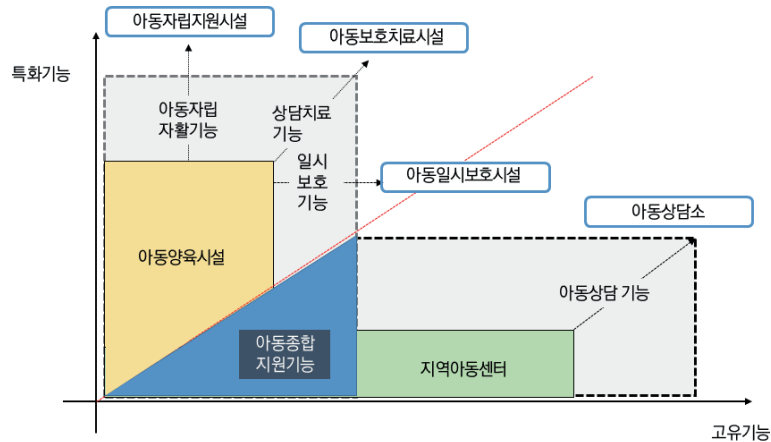 아동자립지원시설
아동보호치료시설
특화기능
아동자립
자활기능
상담치료
기능
일시
보호
기능
아동일시보호시설
아동상담소
아동양육시설
아동상담 기능
아동종합
지원기능
지역아동센터
고유기능